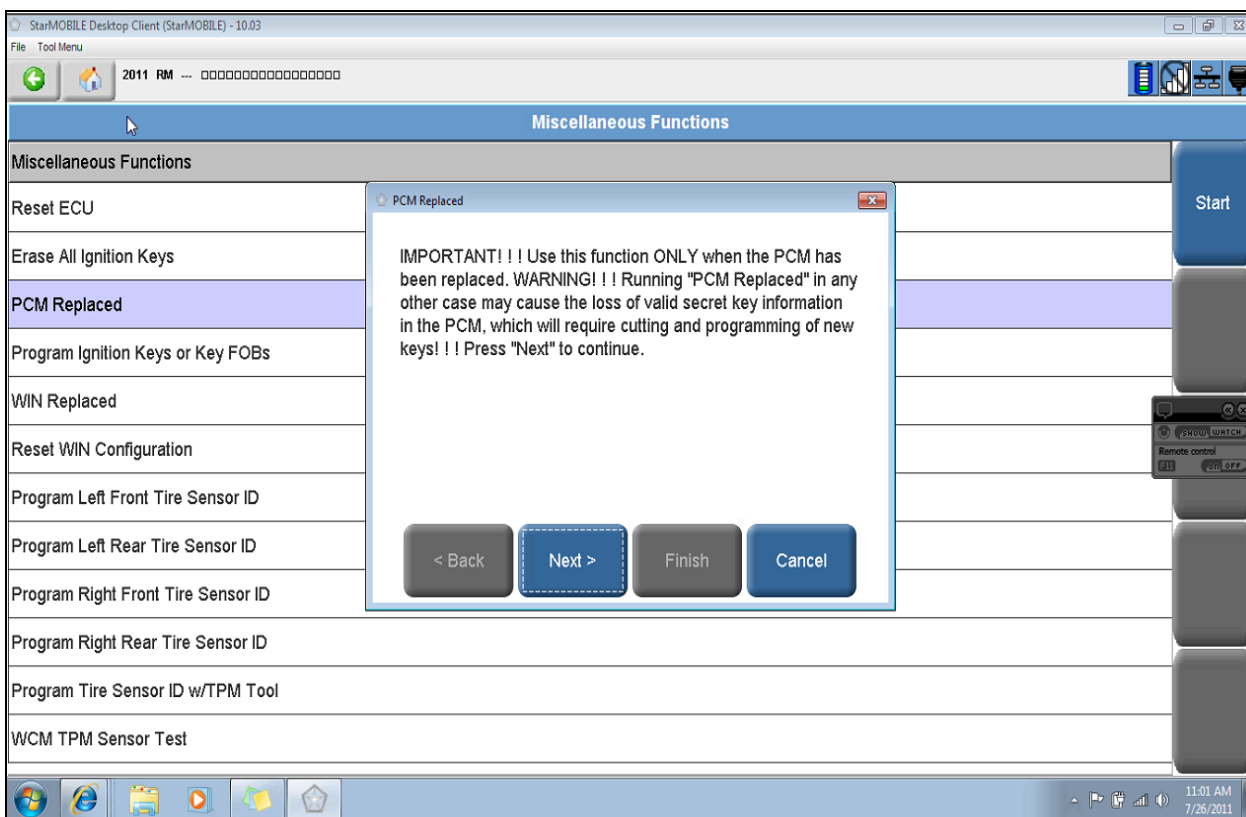 StarMOBILE Desktop Client (StarMOBILE) - 10.03
File Tool Menu
2011 RM --- □□□□□□□□□□□□□□□□□
Miscellaneous Functions
Miscellaneous Functions
Start
Reset ECU
Erase All Ignition Keys
PCM Replaced
Program Ignition Keys or Key FOBs
WIN Replaced
Reset WIN Configuration
Program Left Front Tire Sensor ID
Program Left Rear Tire Sensor ID
Program Right Front Tire Sensor ID
Program Right Rear Tire Sensor ID
Program Tire Sensor ID w/TPM Tool
WCM TPM Sensor Test
PCM Replaced
IMPORTANT! ! ! Use this function ONLY when the PCM has
been replaced. WARNING! ! ! Running "PCM Replaced" in any
other case may cause the loss of valid secret key information
in the PCM, which will require cutting and programming of new
keys! ! ! Press "Next" to continue.
< Back
Next >
Finish
Cancel
SHOW WATCH
Remote control
on OFF
11:01 AM
7/26/2011